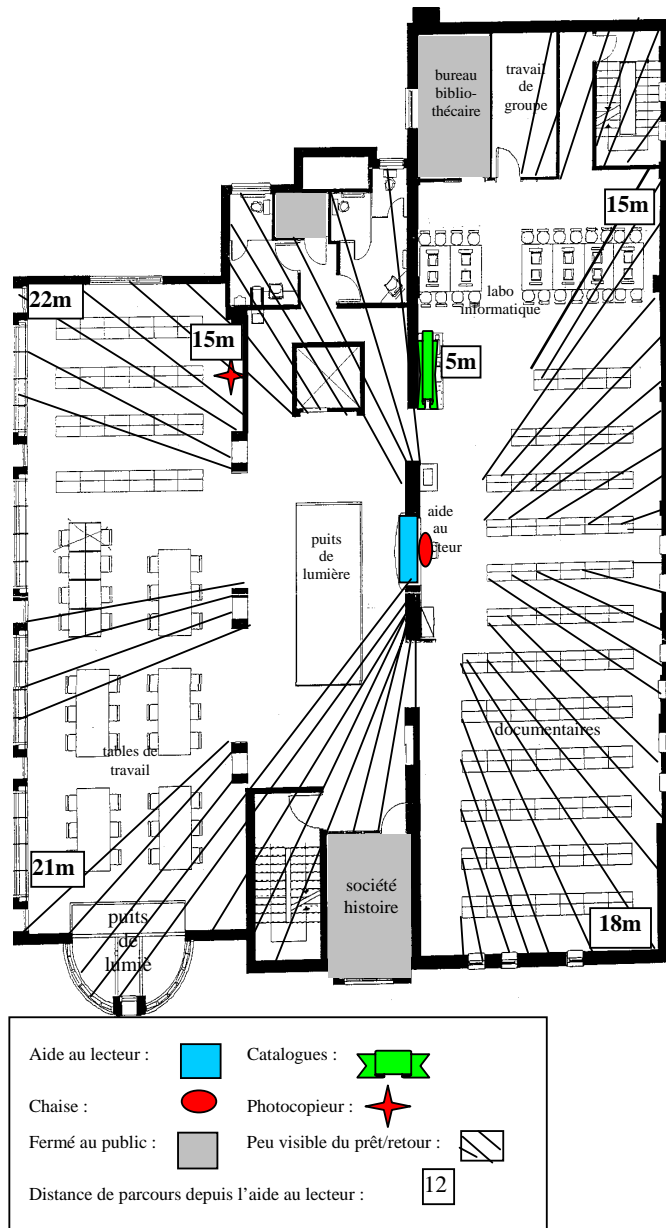 bureau
biblio-
thécaire
travail
de
groupe
15m
22m
15m
labo
informatique
5m
aide
au
puits
de
lumière
documentaires
tables de
travail
21m
société
histoire
18m
puits
de
lumiè
Aide au lecteur :
Catalogues :
Chaise :
Photocopieur :
Fermé au public :
Peu visible du prêt/retour :
Distance de parcours depuis l’aide au lecteur :
12